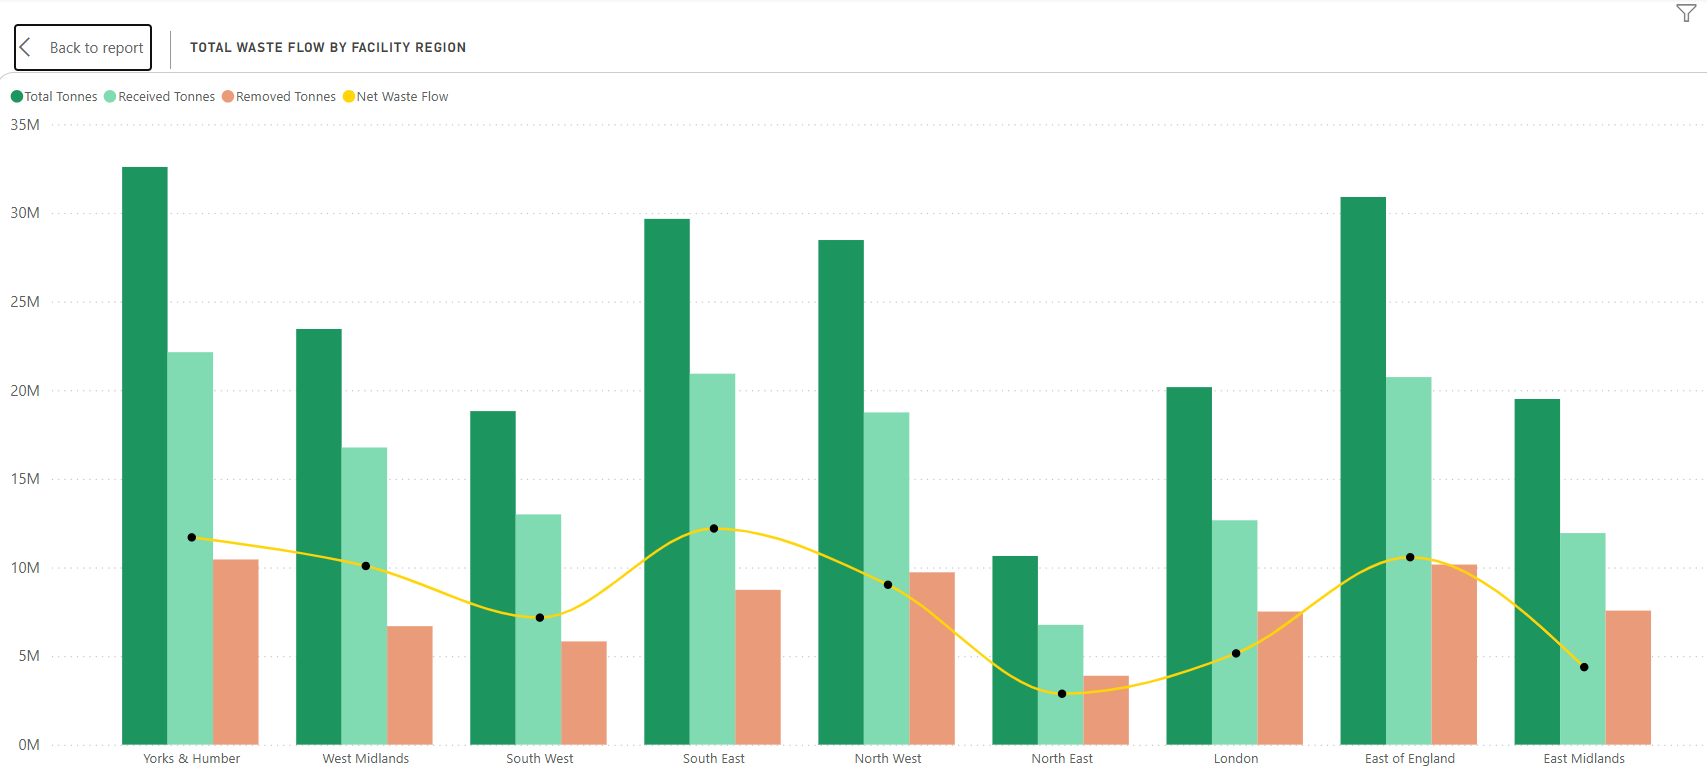 Back to report
TOTAL WASTE FLOW BY FACILITY REGION
Total Tonnes Received Tonnes Removed Tonnes Net Waste Flow
35M
30M
25M
20M
15M
10M
5M
0M
Yorks & Humber West Midlands South West South East North West North East London East of England East Midlands